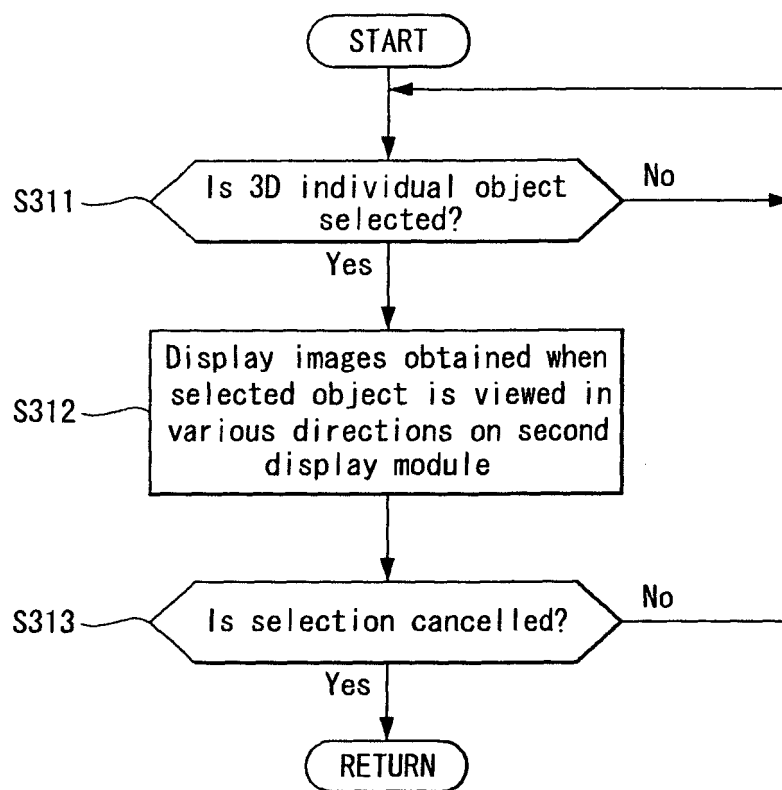 START
S311
Is 3D individual object
selected?
No
Yes
S312
Display images obtained when
selected object is viewed in
various directions on second
display module
S313
Is selection cancelled?
No
Yes
RETURN